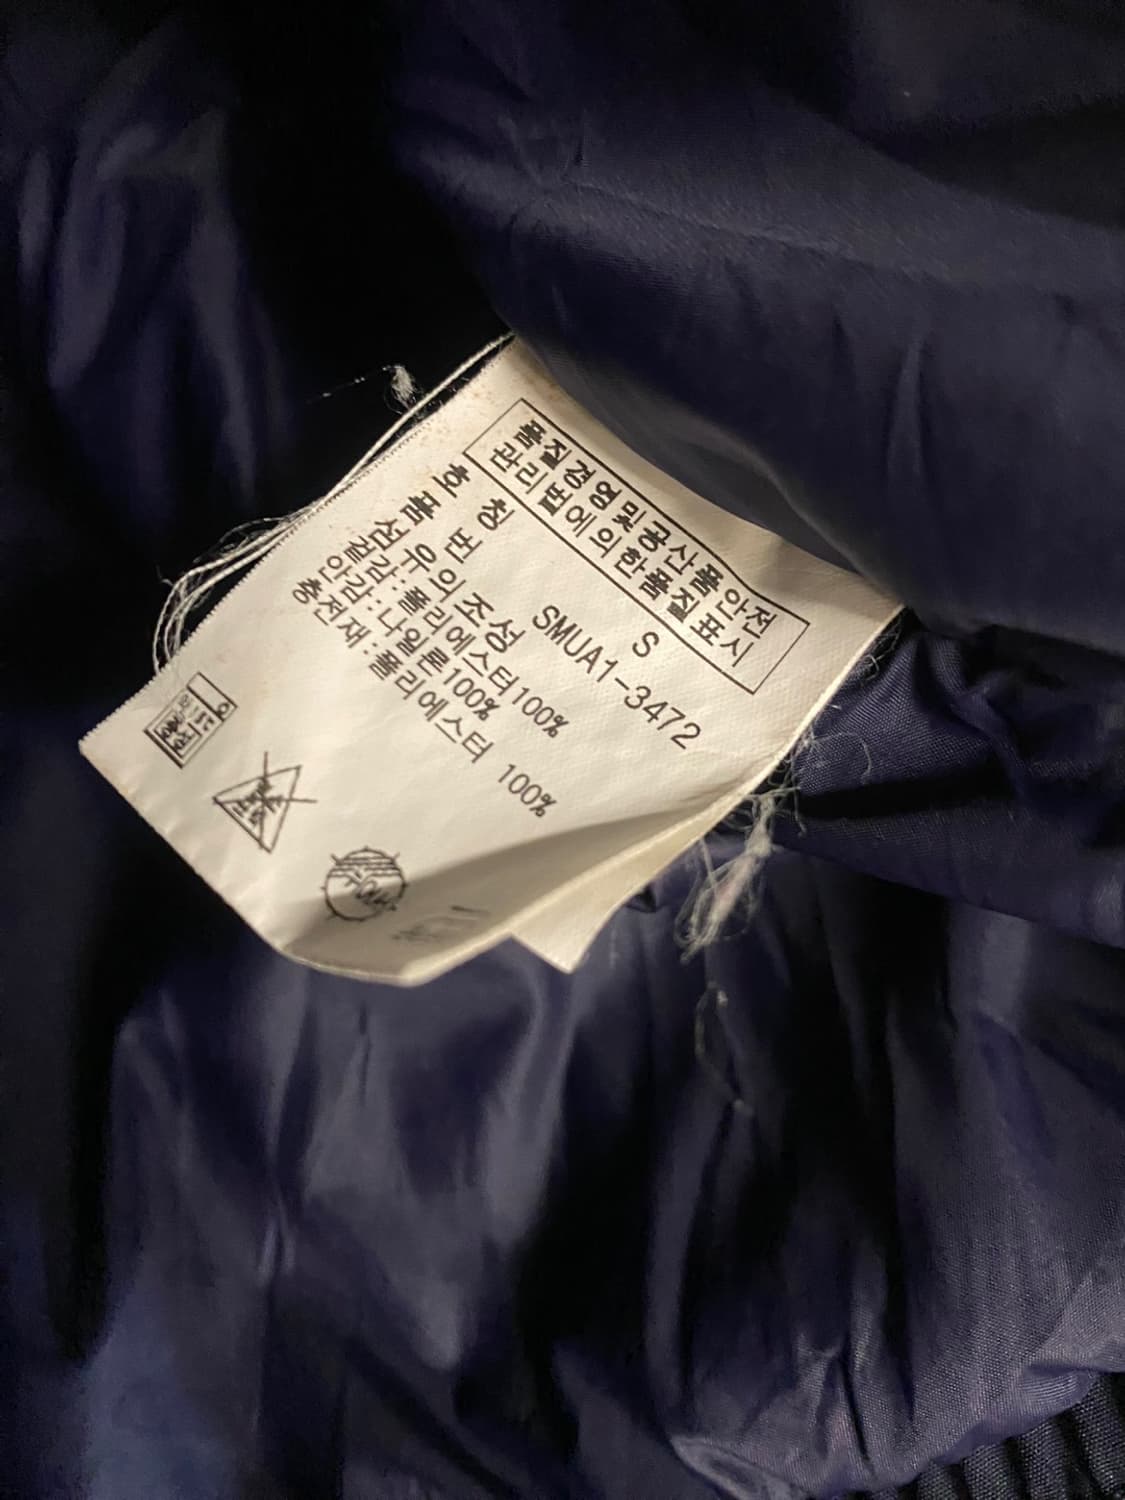 품질경영및공산품안전
관리법에의한품질표시
호 칭 S
품 번 SMUA1-3472
섬유의조성
겉감:폴리에스터100%
안감:나일론100%
충전재:폴리에스터 100%